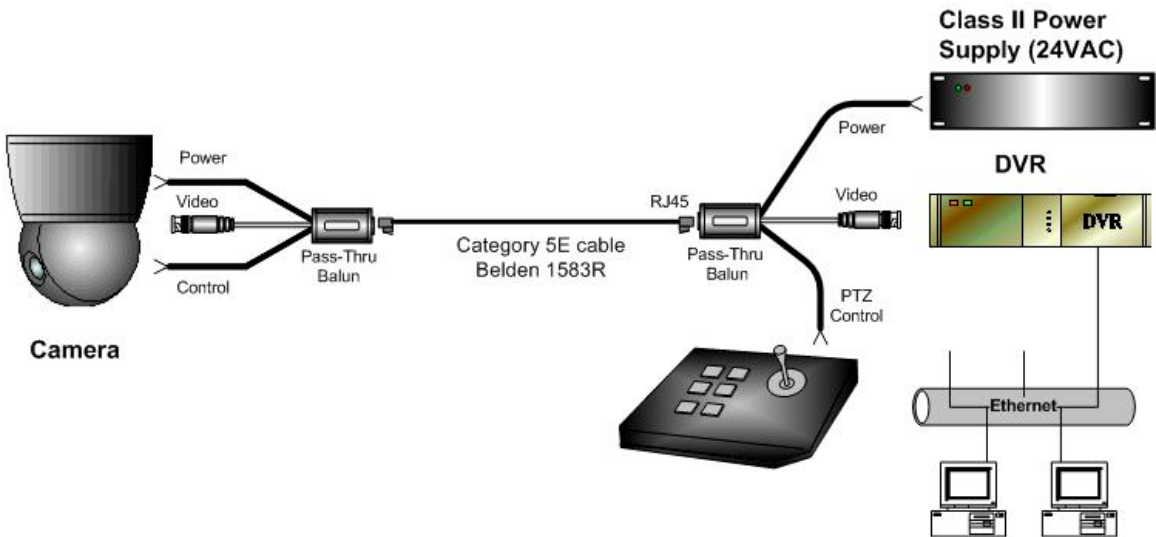 Class II Power
Supply (24VAC)
Power
Power
DVR
Video
RJ45
Video
DVR
Category 5E cable
Belden 1583R
Pass-Thru
Balun
Pass-Thru
Balun
Control
PTZ
Control
Camera
Ethernet